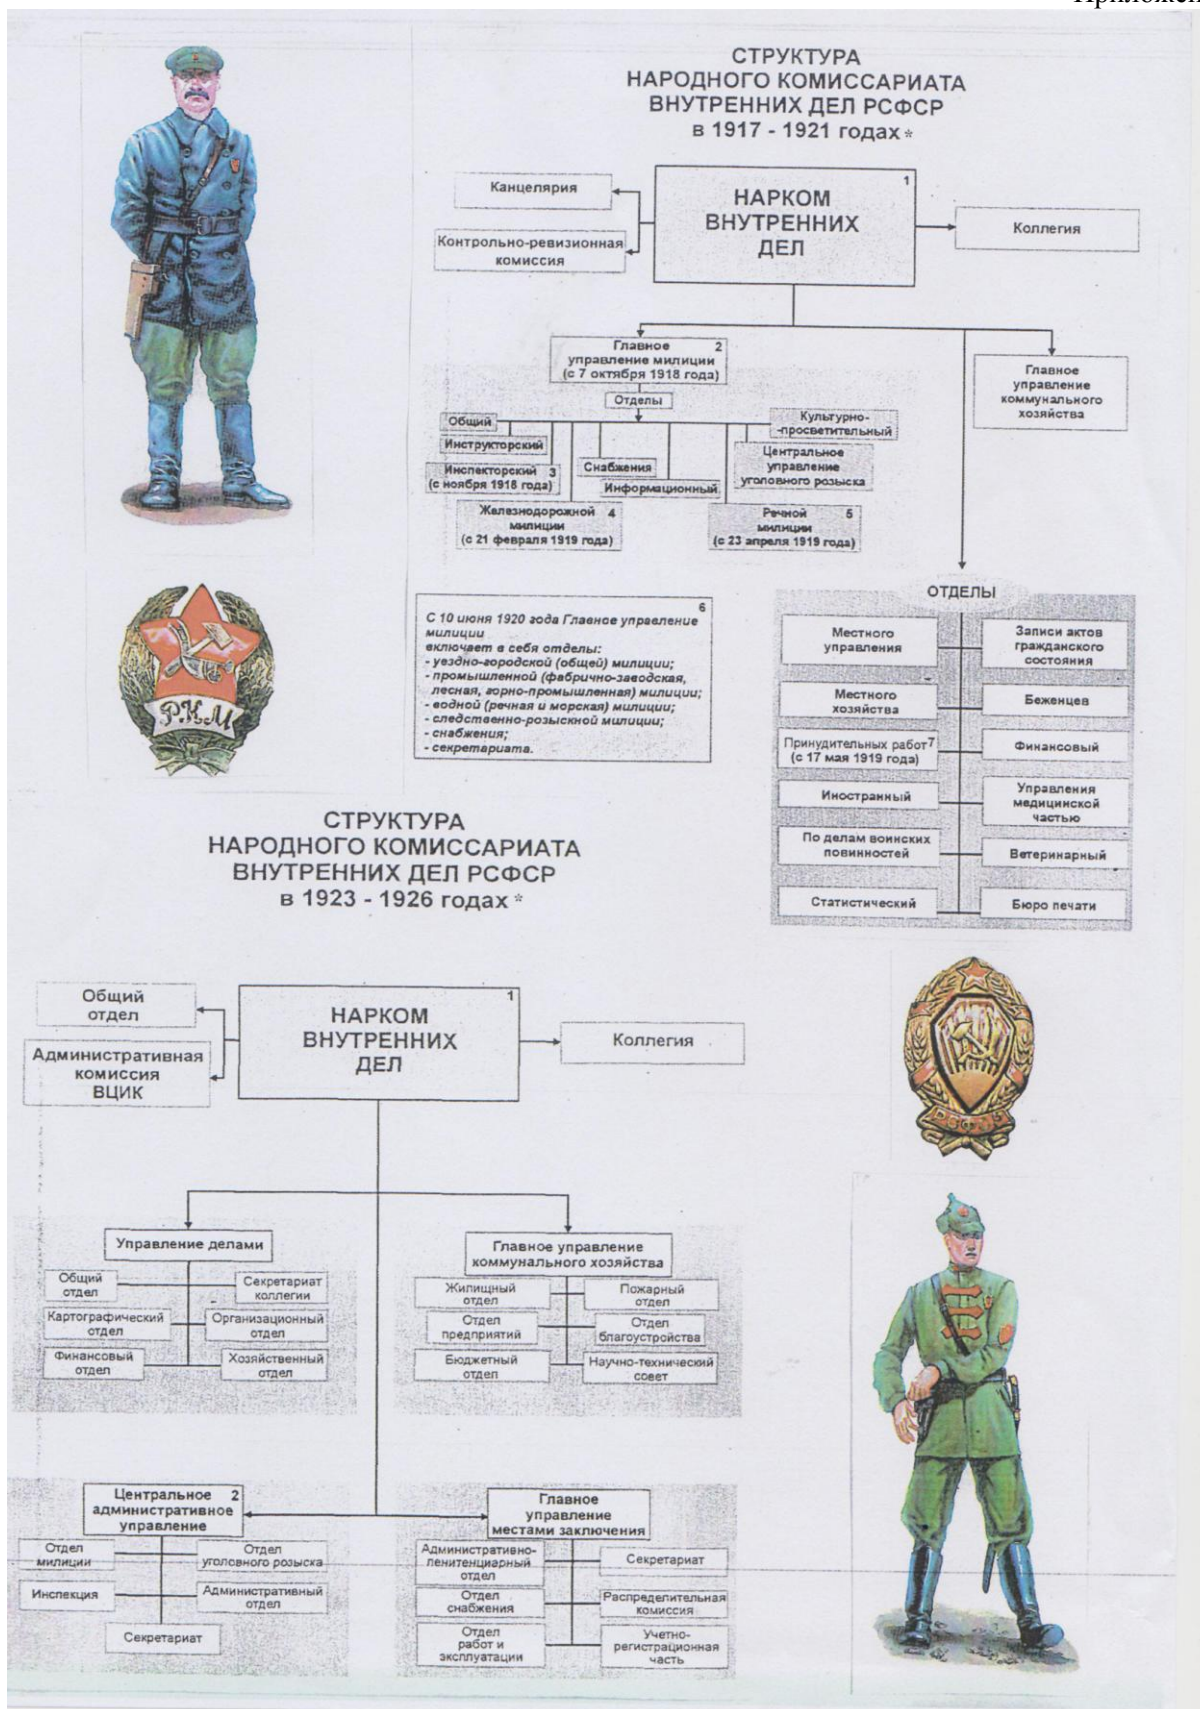 СТРУКТУРА
НАРОДНОГО КОМИССАРИАТА
ВНУТРЕННИХ ДЕЛ РСФСР
в 1917 - 1921 годах *
Канцелярия
Контрольно-ревизионная
комиссия
1
НАРКОМ
ВНУТРЕННИХ
ДЕЛ
Коллегия
Главное 2
управление милиции
(с 7 октября 1918 года)
Главное
управление
коммунального
хозяйства
Отделы
Общий
Инструкторский
Инспекторский 3
(с ноября 1918 года)
Железнодорожной 4
милиции
(с 21 февраля 1919 года)
Снабжения
Информационный
Культурно-
-просветительный
Центральное
управление
уголовного розыска
Речной 5
милиции
(с 23 апреля 1919 года)
6
С 10 июня 1920 года Главное управление
милиции
включает в себя отделы:
- уездно-городской (общей) милиции;
- промышленной (фабрично-заводская,
лесная, горно-промышленная) милиции;
- водной (речная и морская) милиции;
- следственно-розыскной милиции;
- снабжения;
- секретариата.
ОТДЕЛЫ
Местного
управления
Записи актов
гражданского
состояния
Местного
хозяйства
Беженцев
Принудительных работ 7
(с 17 мая 1919 года)
Финансовый
Иностранный
Управления
медицинской
частью
По делам воинских
повинностей
Ветеринарный
Статистический
Бюро печати
Р.К.М
СТРУКТУРА
НАРОДНОГО КОМИССАРИАТА
ВНУТРЕННИХ ДЕЛ РСФСР
в 1923 - 1926 годах *
Общий
отдел
Административная
комиссия
ВЦИК
1
НАРКОМ
ВНУТРЕННИХ
ДЕЛ
Коллегия
Управление делами
Общий
отдел
Секретариат
коллегии
Картографический
отдел
Организационный
отдел
Финансовый
отдел
Хозяйственный
отдел
Главное управление
коммунального хозяйства
Жилищный
отдел
Пожарный
отдел
Отдел
предприятий
Отдел
благоустройства
Бюджетный
отдел
Научно-технический
совет
Центральное 2
административное
управление
Отдел
милиции
Отдел
уголовного розыска
Инспекция
Административный
отдел
Секретариат
Главное
управление
местами заключения
Административно-
пенитенциарный
отдел
Секретариат
Отдел
снабжения
Распределительная
комиссия
Отдел
работ и
эксплуатации
Учетно-
регистрационная
часть